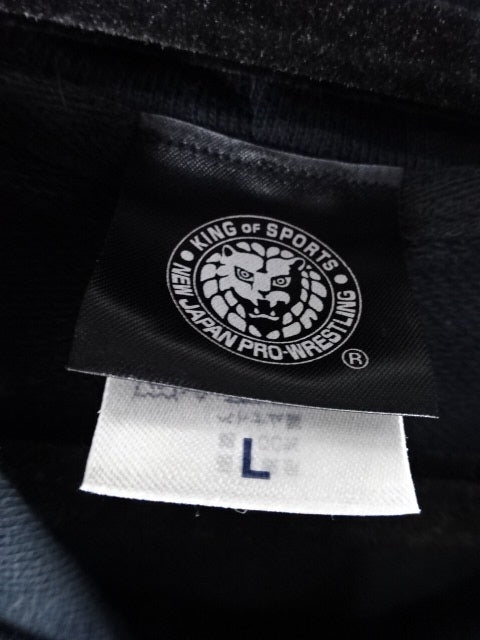 KING OF SPORTS
NEW JAPAN PRO-WRESTLING
®
L